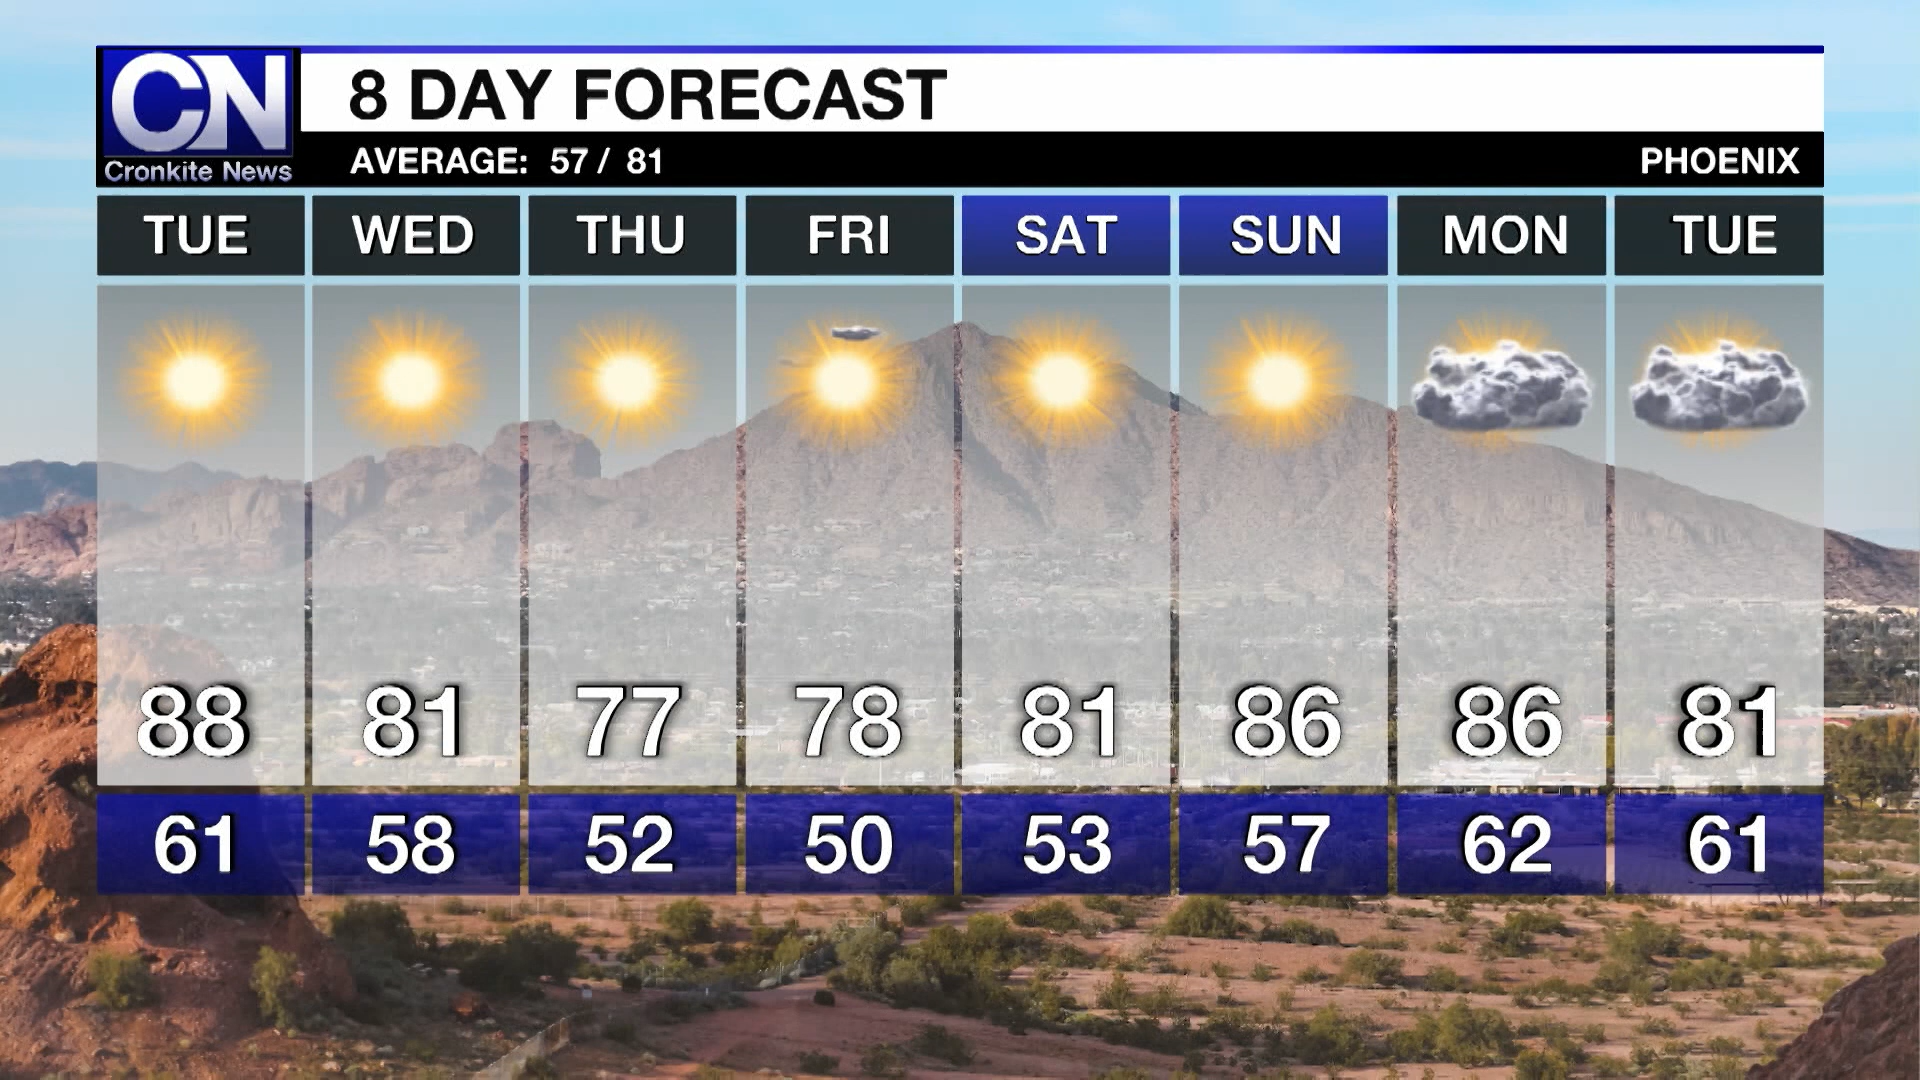 CN
Cronkite News
8 DAY FORECAST
AVERAGE: 57 / 81
PHOENIX
TUE WED THU FRI SAT SUN MON TUE
88 81 77 78 81 86 86 81
61 58 52 50 53 57 62 61